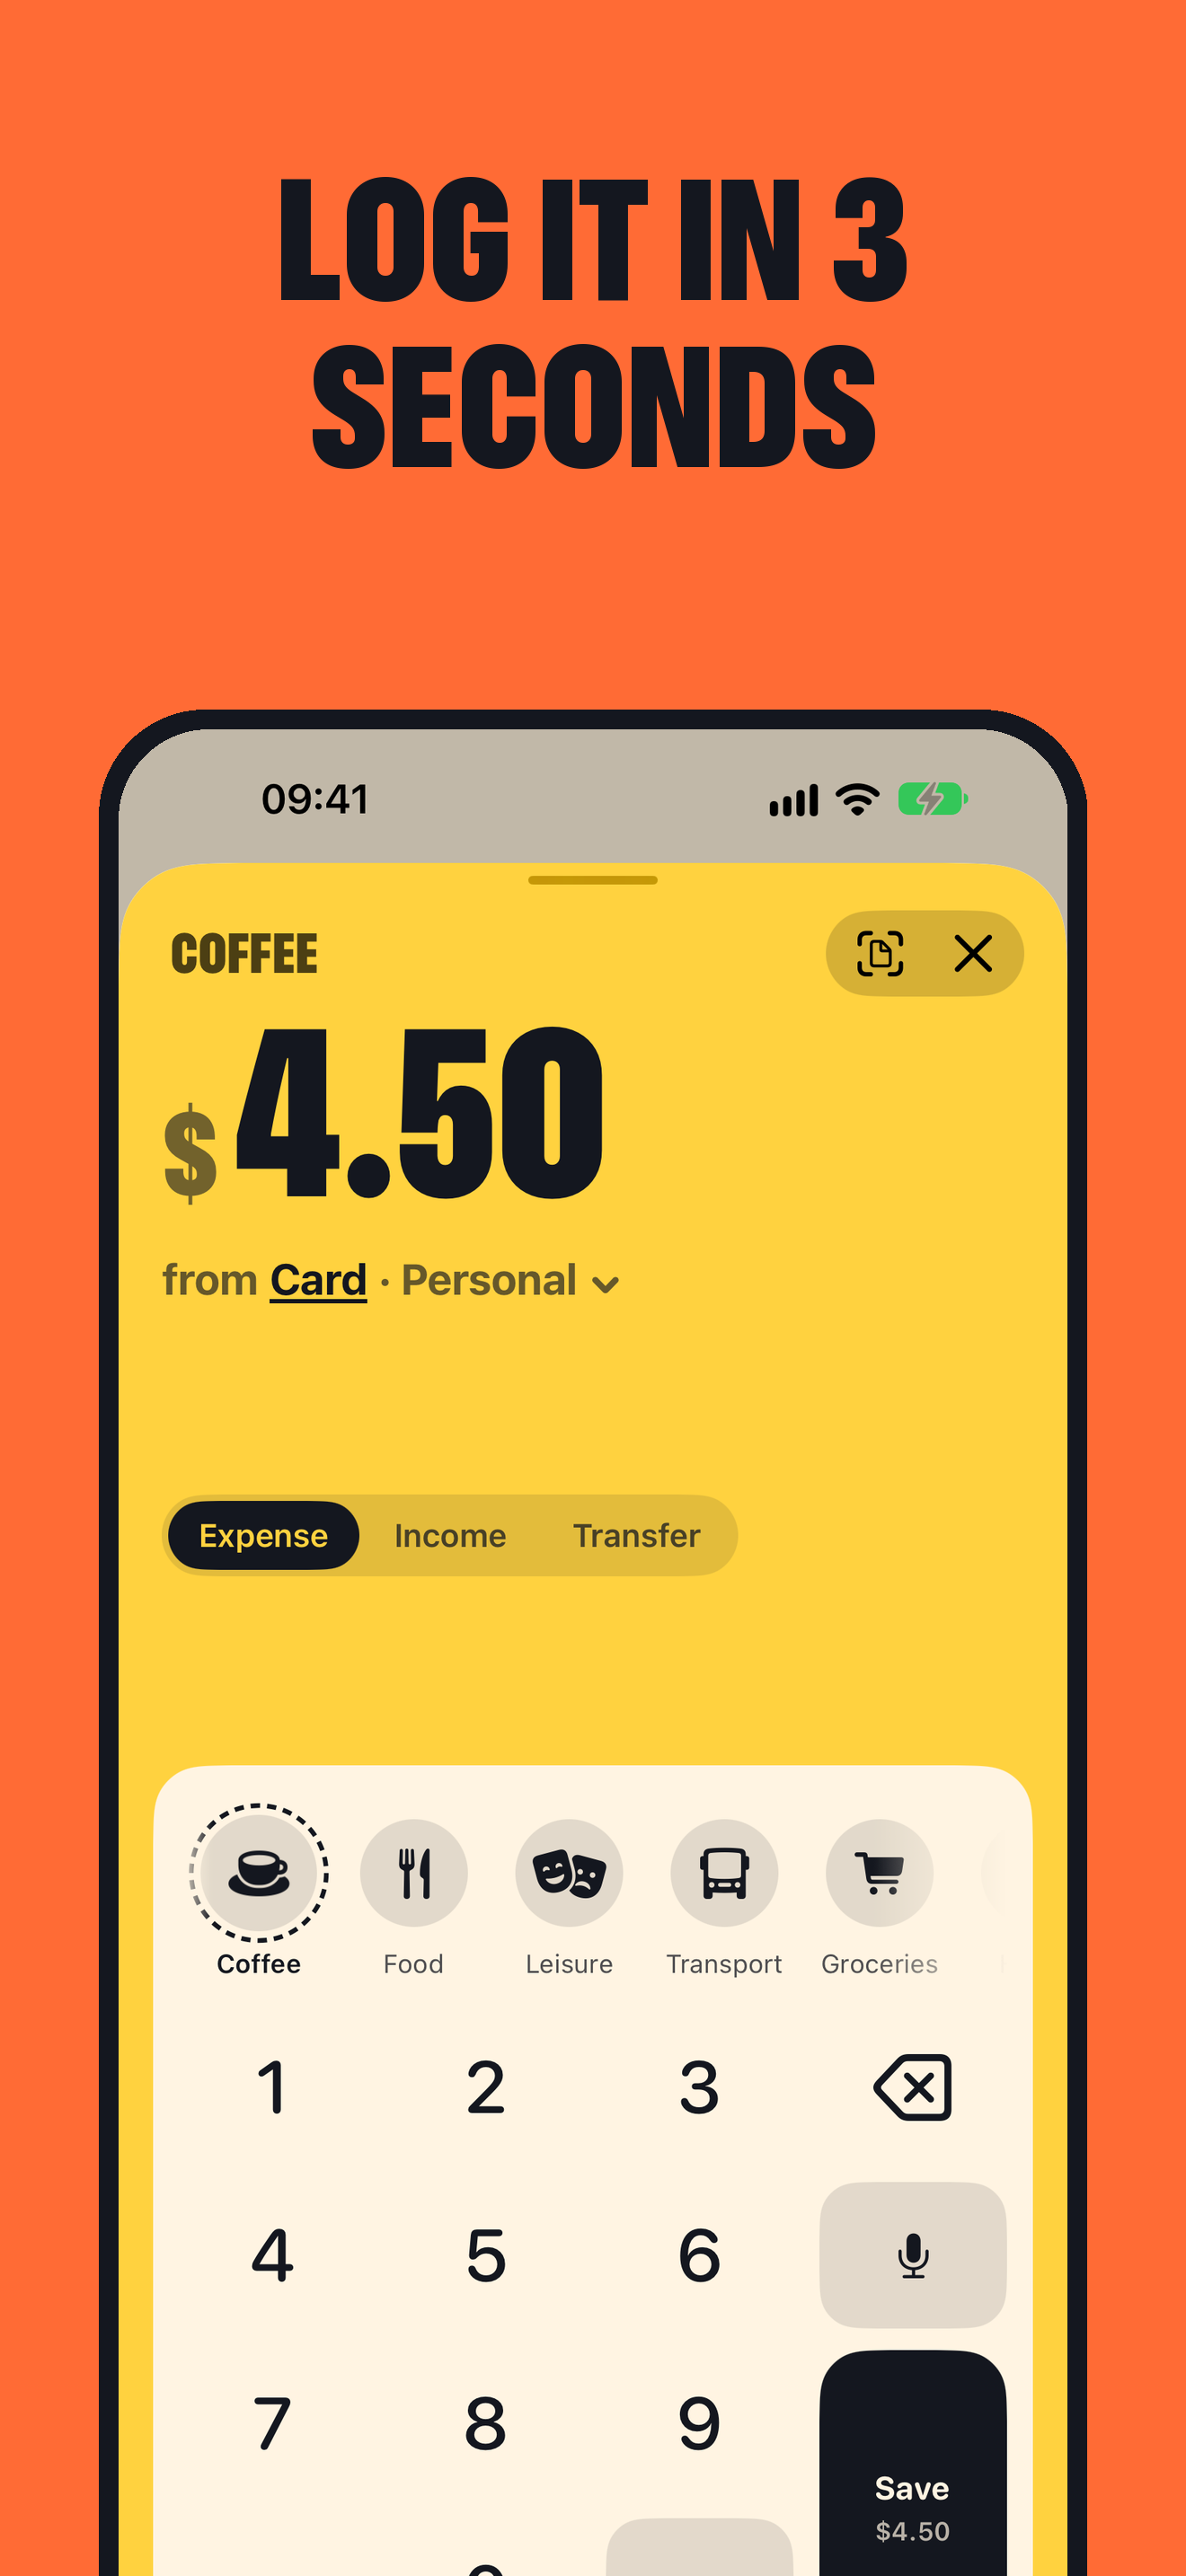 LOG IT IN 3
SECONDS
09:41
COFFEE
$4.50
from Card · Personal
Expense Income Transfer
Coffee Food Leisure Transport Groceries
1 2 3
4 5 6
7 8 9
Save
$4.50